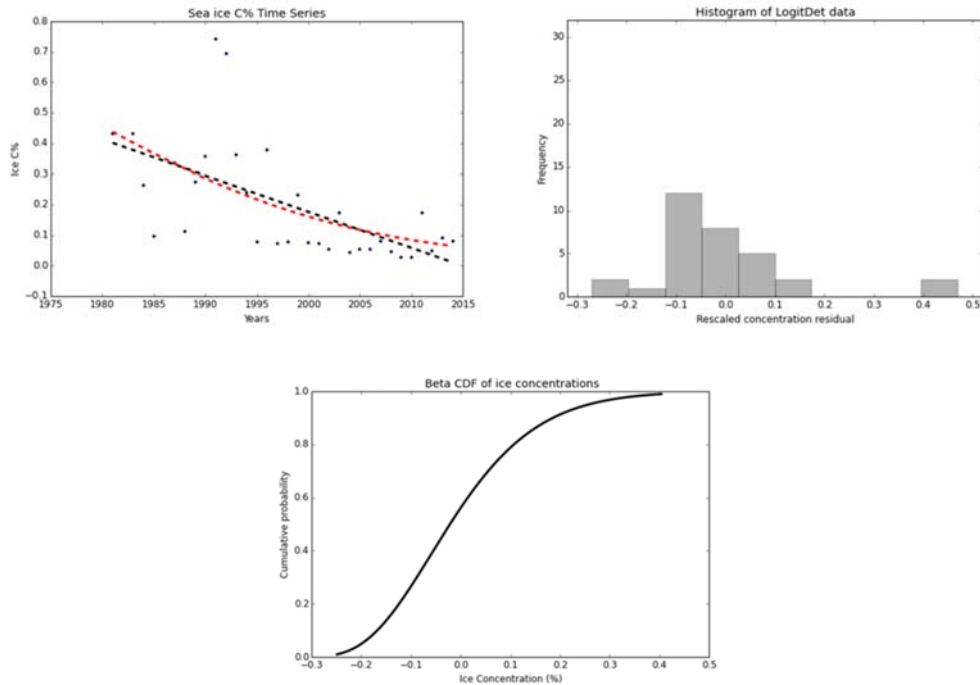 Sea ice C% Time Series
0.8
0.7
0.6
0.5
0.4
0.3
0.2
0.1
0.0
−0.1
Ice C%
1975 1980 1985 1990 1995 2000 2005 2010 2015
Years
Histogram of LogitDet data
30
25
20
15
10
5
0
Frequency
−0.3 −0.2 −0.1 0.0 0.1 0.2 0.3 0.4 0.5
Rescaled concentration residual
Beta CDF of ice concentrations
1.0
0.8
0.6
0.4
0.2
0.0
Cumulative probability
−0.3 −0.2 −0.1 0.0 0.1 0.2 0.3 0.4 0.5
Ice Concentration (%)